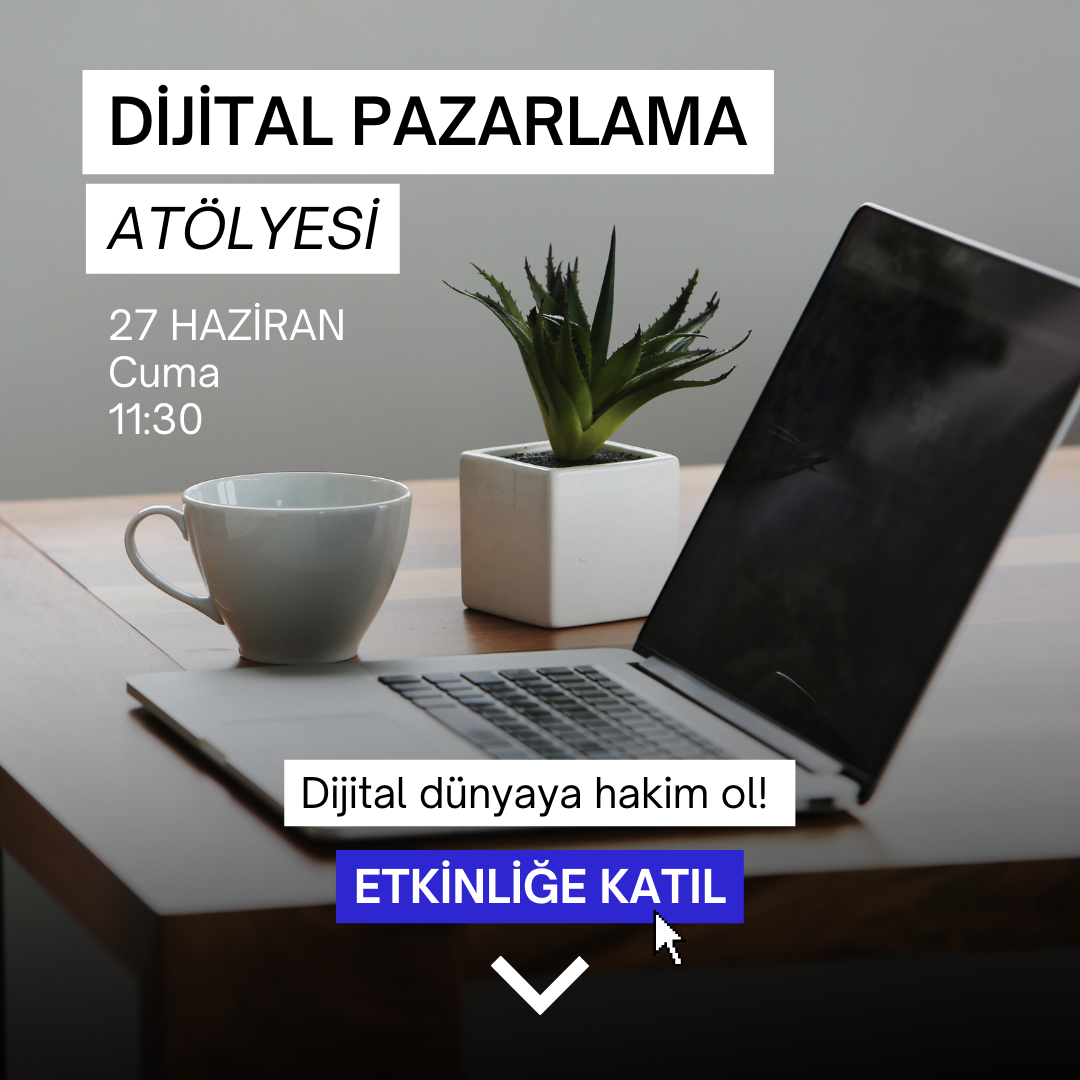 DİJİTAL PAZARLAMA
ATÖLYESİ
27 HAZİRAN
Cuma
11:30
Dijital dünyaya hakim ol!
ETKİNLİĞE KATIL